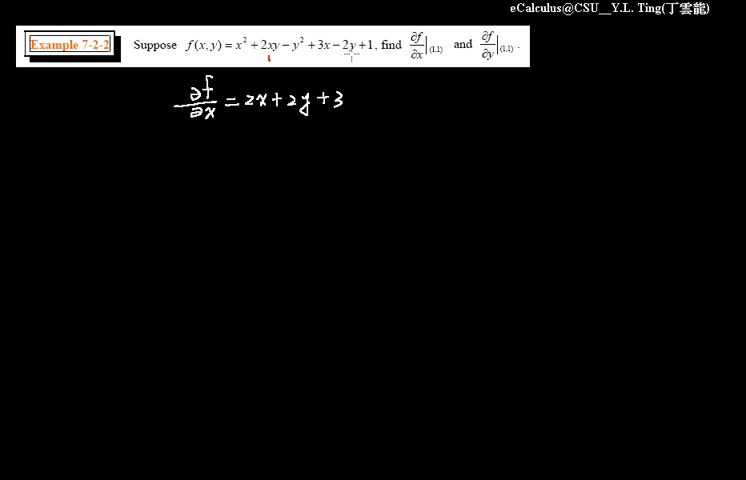 eCalculus@CSU__Y.L. Ting(丁雲龍)
Example 7-2-2 Suppose f(x, y) = x² + 2xy − y² + 3x − 2y + 1, find ∂f/∂x|(1,1) and ∂f/∂y|(1,1).
∂f/∂x = 2x + 2y + 3